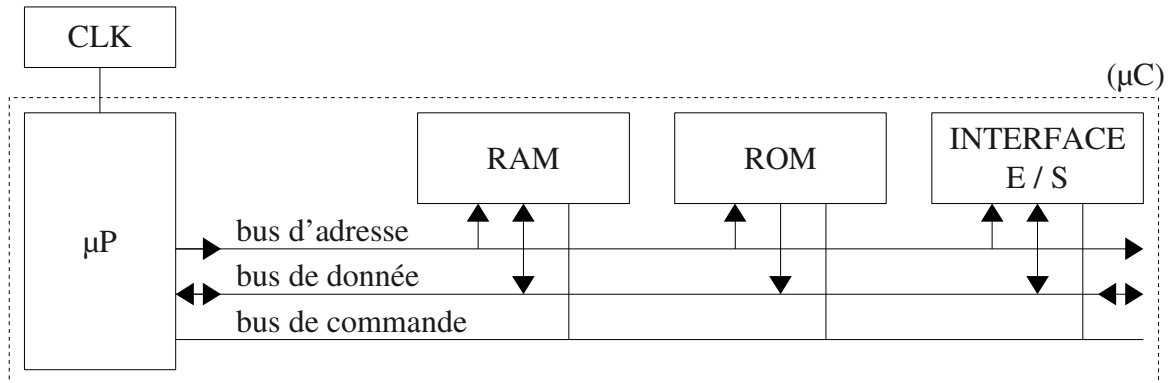 CLK
(μC)
μP
RAM
ROM
INTERFACE
E / S
bus d’adresse
bus de donnée
bus de commande